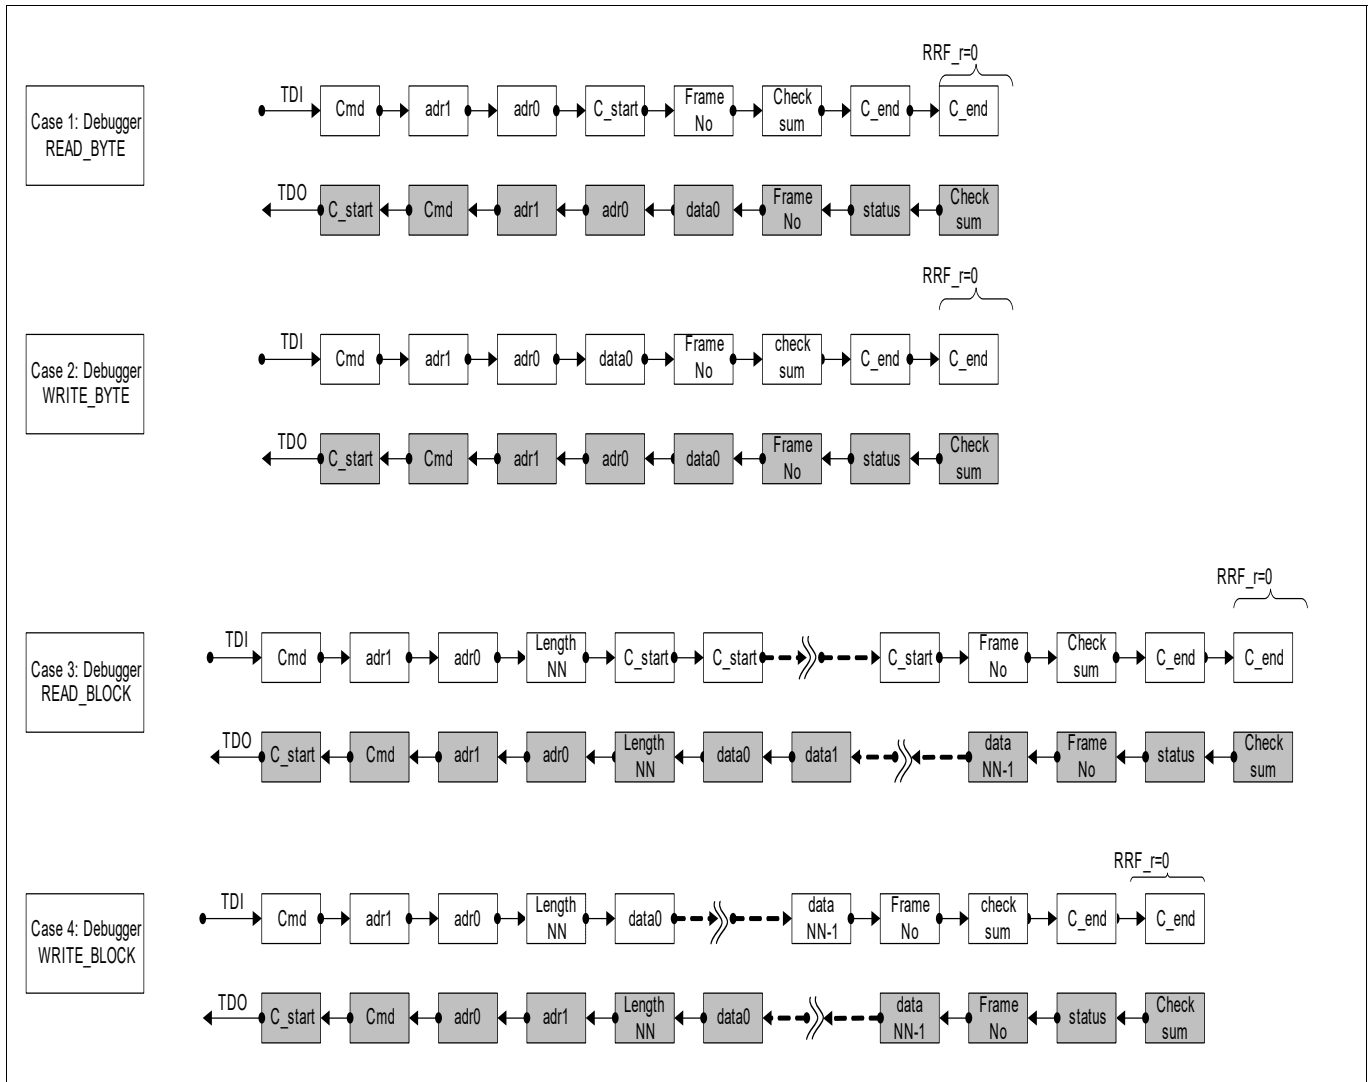 RRF_r=0
Case 1: Debugger
READ_BYTE
TDI
Cmd adr1 adr0 C_start Frame No Check sum C_end C_end
TDO
C_start Cmd adr1 adr0 data0 Frame No status Check sum
RRF_r=0
Case 2: Debugger
WRITE_BYTE
TDI
Cmd adr1 adr0 data0 Frame No check sum C_end C_end
TDO
C_start Cmd adr1 adr0 data0 Frame No status Check sum
RRF_r=0
Case 3: Debugger
READ_BLOCK
TDI
Cmd adr1 adr0 Length NN C_start C_start C_start Frame No Check sum C_end C_end
TDO
C_start Cmd adr1 adr0 Length NN data0 data1 data NN-1 Frame No status Check sum
RRF_r=0
Case 4: Debugger
WRITE_BLOCK
TDI
Cmd adr1 adr0 Length NN data0 data NN-1 Frame No check sum C_end C_end
TDO
C_start Cmd adr0 adr1 Length NN data0 data NN-1 Frame No status Check sum